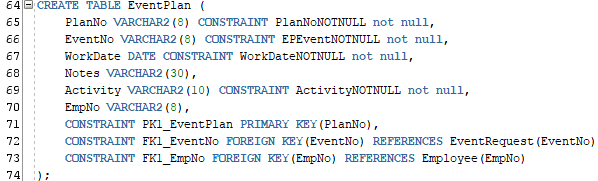 64 CREATE TABLE EventPlan (
65 PlanNo VARCHAR2(8) CONSTRAINT PlanNoNOTNULL not null,
66 EventNo VARCHAR2(8) CONSTRAINT EPEventNOTNULL not null,
67 WorkDate DATE CONSTRAINT WorkDateNOTNULL not null,
68 Notes VARCHAR2(30),
69 Activity VARCHAR2(10) CONSTRAINT ActivityNOTNULL not null,
70 EmpNo VARCHAR2(8),
71 CONSTRAINT PK1_EventPlan PRIMARY KEY(PlanNo),
72 CONSTRAINT FK1_EventNo FOREIGN KEY(EventNo) REFERENCES EventRequest(EventNo)
73 CONSTRAINT FK1_EmpNo FOREIGN KEY(EmpNo) REFERENCES Employee(EmpNo)
74 );